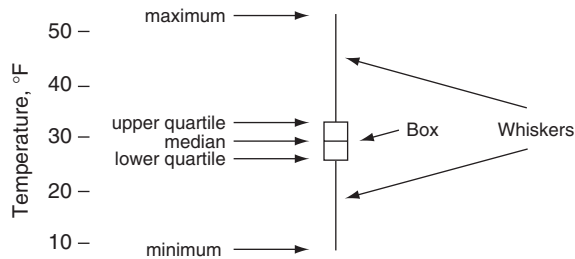 maximum
50
40
Temperature, °F
upper quartile
30
median
Box
Whiskers
lower quartile
20
10
minimum